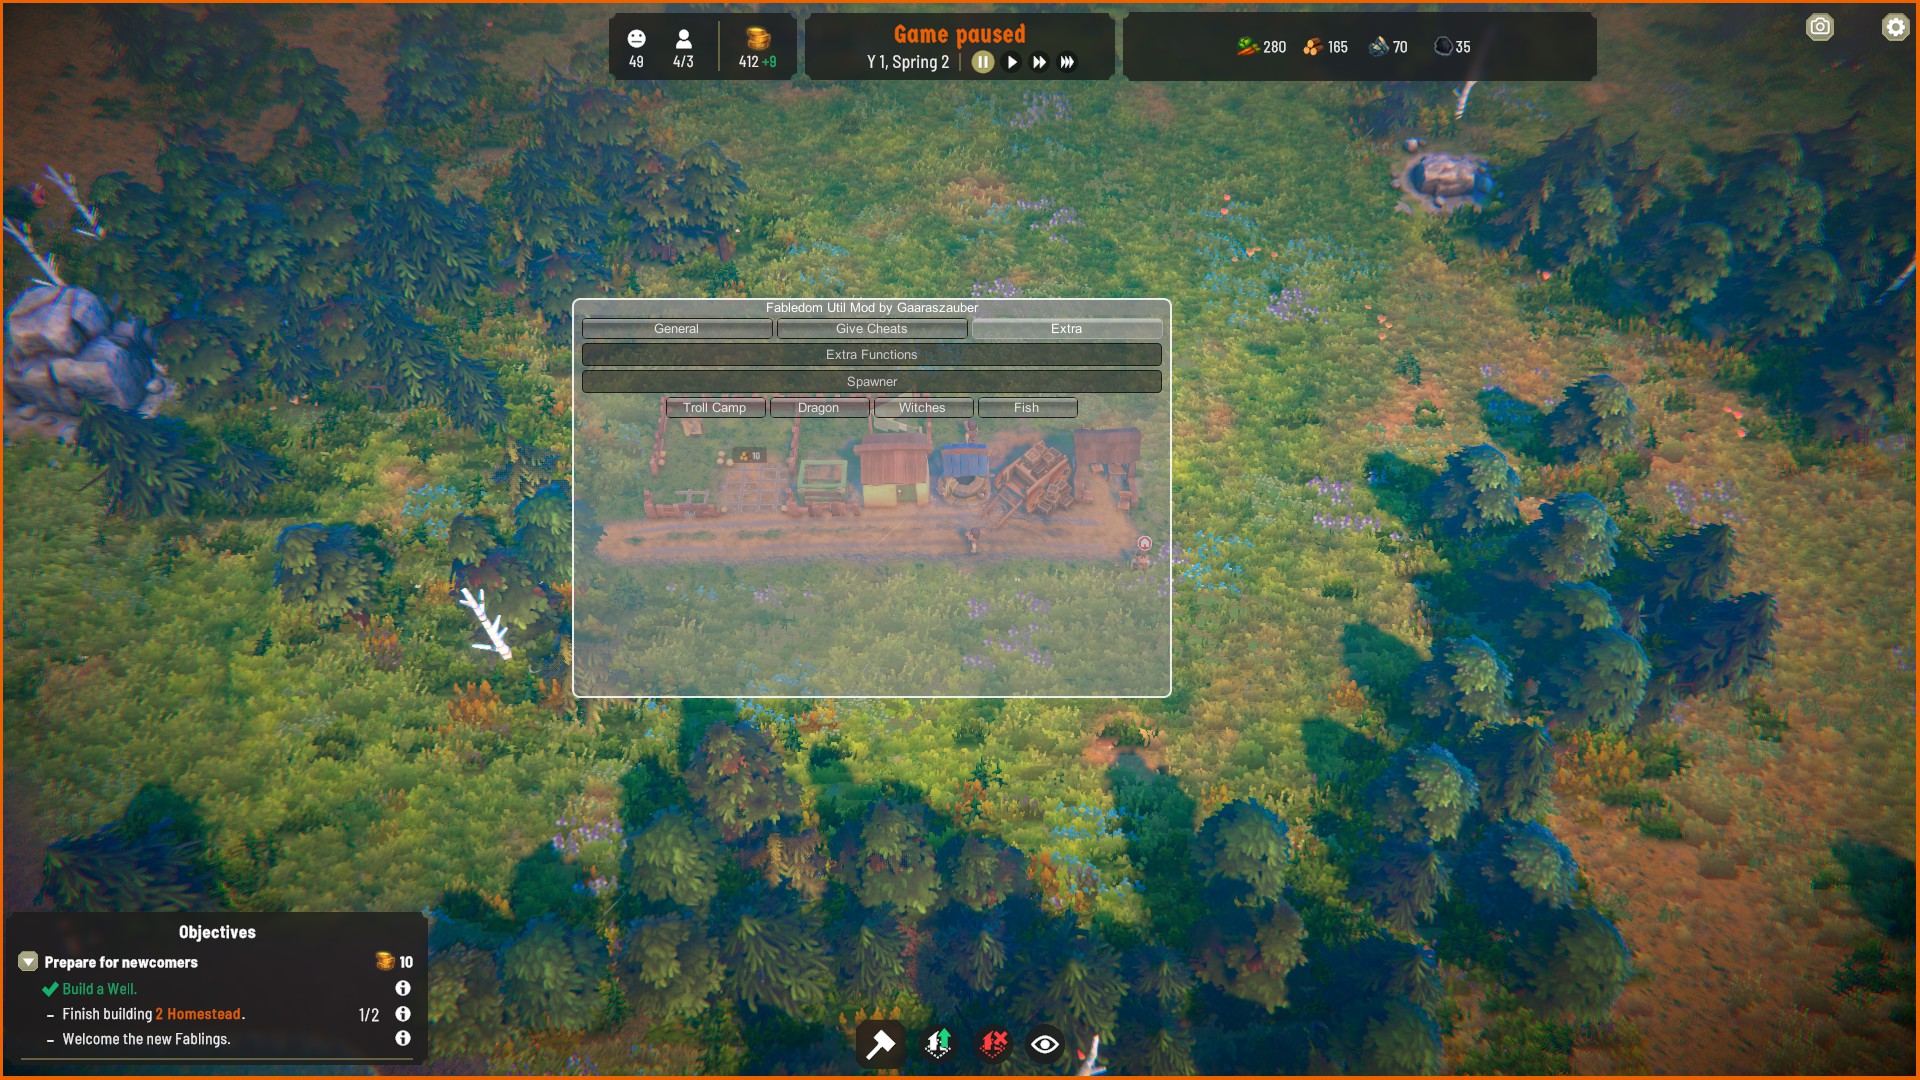 49
4/3
412 +9
Game paused
Y 1, Spring 2
280
165
70
35
Fabledom Util Mod by Gaaraszauber
General
Give Cheats
Extra
Extra Functions
Spawner
Troll Camp
Dragon
Witches
Fish
10
Objectives
Prepare for newcomers
10
Build a Well.
– Finish building 2 Homestead.
1/2
– Welcome the new Fablings.